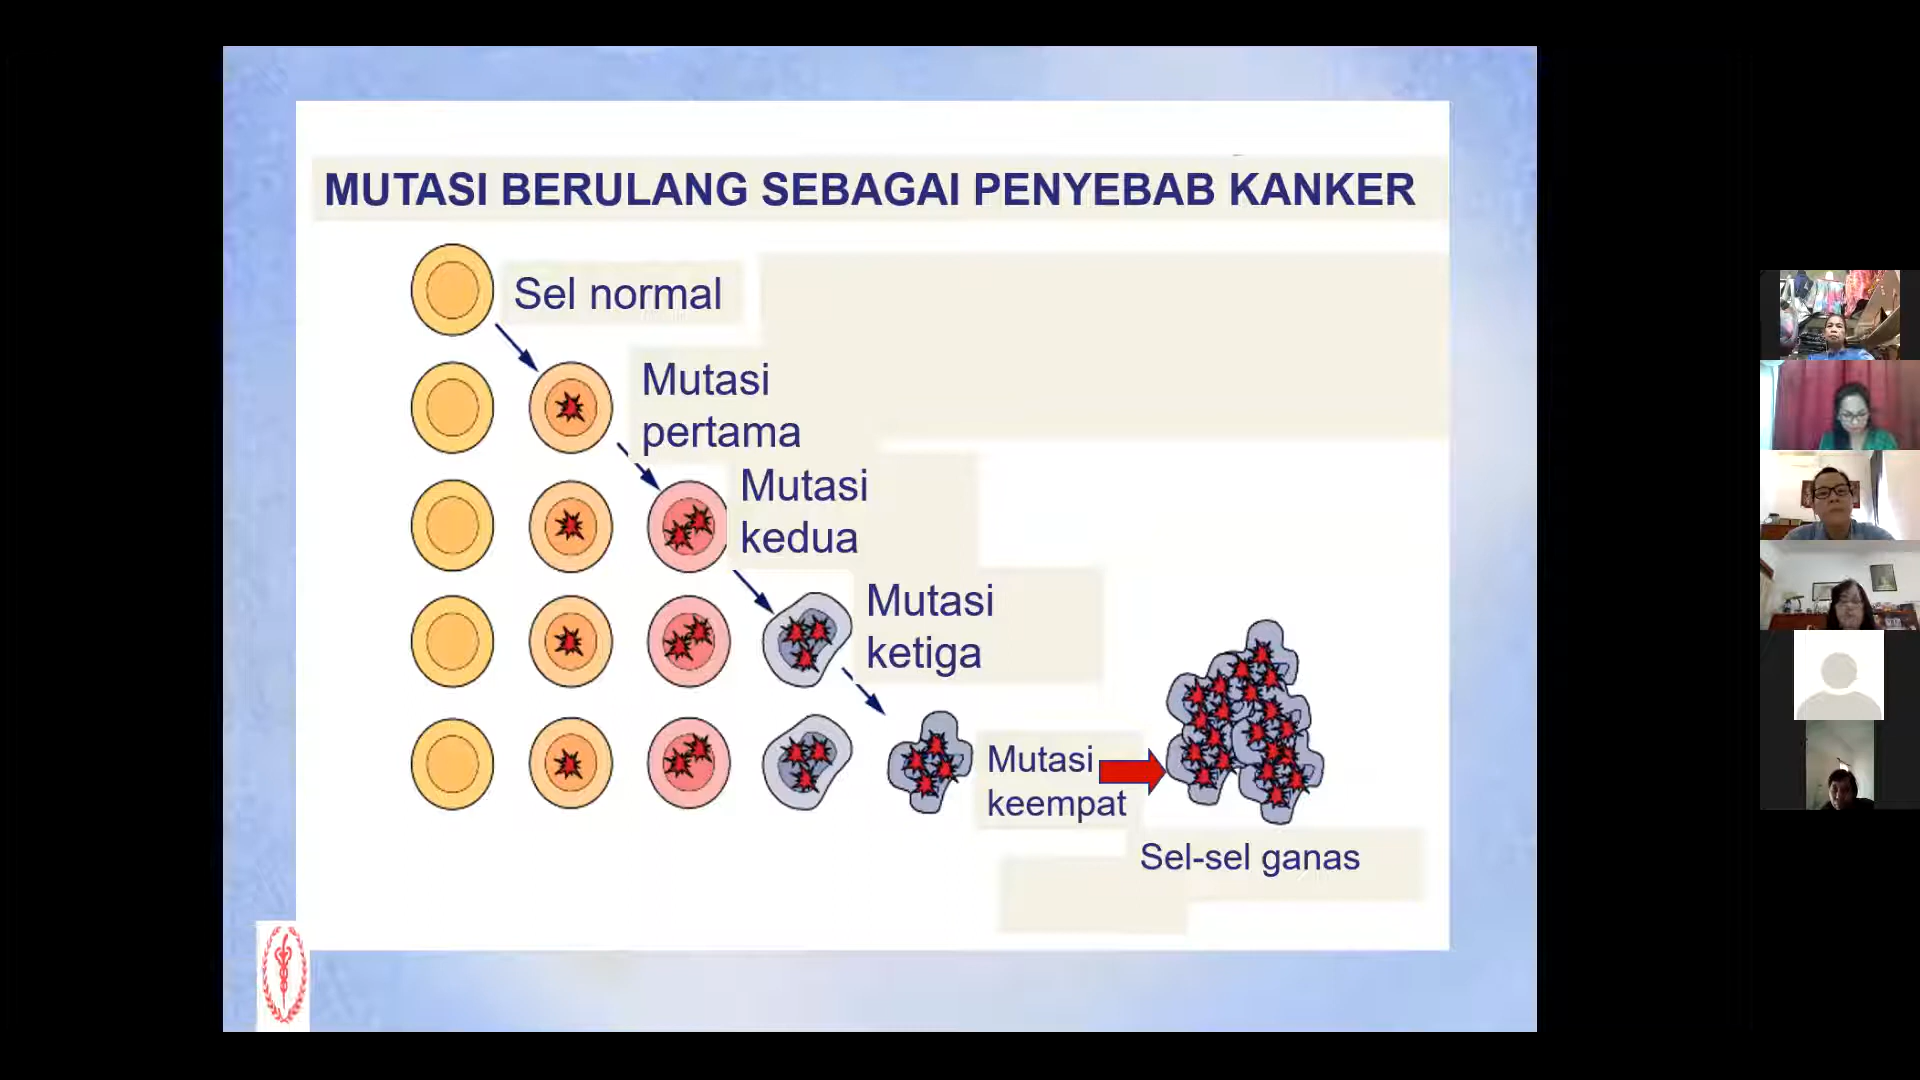 MUTASI BERULANG SEBAGAI PENYEBAB KANKER
Sel normal
Mutasi
pertama
Mutasi
kedua
Mutasi
ketiga
Mutasi
keempat
Sel-sel ganas